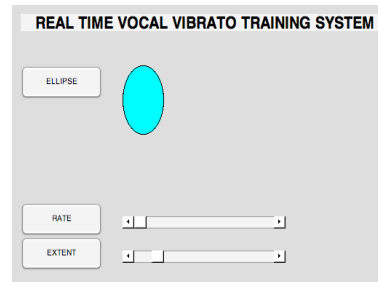 REAL TIME VOCAL VIBRATO TRAINING SYSTEM
ELLIPSE
RATE
EXTENT